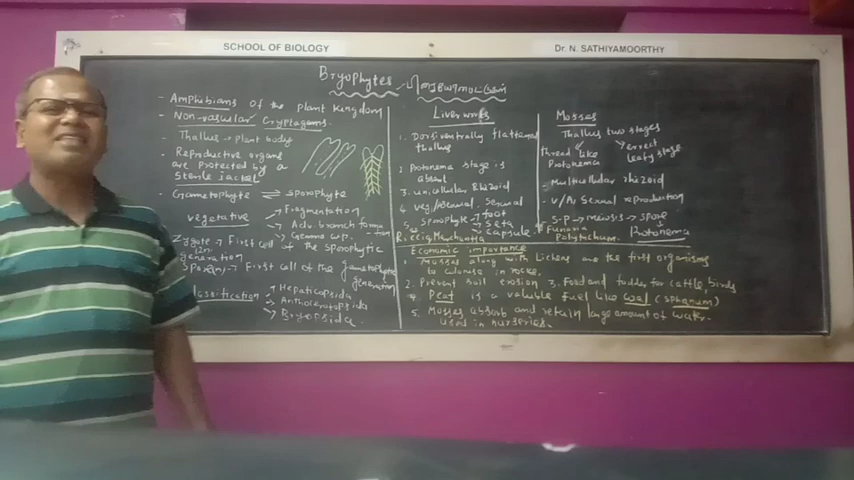 SCHOOL OF BIOLOGY
Dr. N. SATHIYAMOORTHY
Bryophytes
- Amphibians of the plant kingdom
- Non-vascular Cryptogams
- Thallus → plant body
- Reproductive organs
are protected by a
sterile jacket
- Gametophyte ⇌ sporophyte
vegetative → Fragmentation
→ Adv. branch formation
→ Gemma cup
Zygote → First cell of the sporophytic
generation
Spore → First cell of the gametophyte
generation
Classification → Hepaticopsida
→ Anthoceratopsida
→ Bryopsida
Liverworts
1. Dorsiventrally flattened
thallus
2. Protonema stage is
absent
3. unicellular Rhizoid
4. Veg/Asexual, Sexual
5. Sporophyte → foot
→ Seta
→ capsule
Riccia, Marchantia
Mosses
Thallus two stages
thread like
Protonema
errect
leafy stage
- Multicellular rhizoid
- V/A Sexual reproduction
- S.P → meiosis → spore
Protonema
Funaria
Polytrichum
Economic importance
Mosses along with Lichens are the first organisms
to colonise in rocks.
2. Prevent soil erosion 3. Food and fodder for cattle, birds
4. Peat is a valuable fuel like coal (sphagnum)
5. Mosses absorb and retain large amount of water.
used in nurseries.